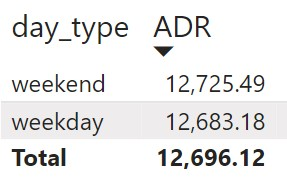 day_type ADR
weekend 12,725.49
weekday 12,683.18
Total 12,696.12